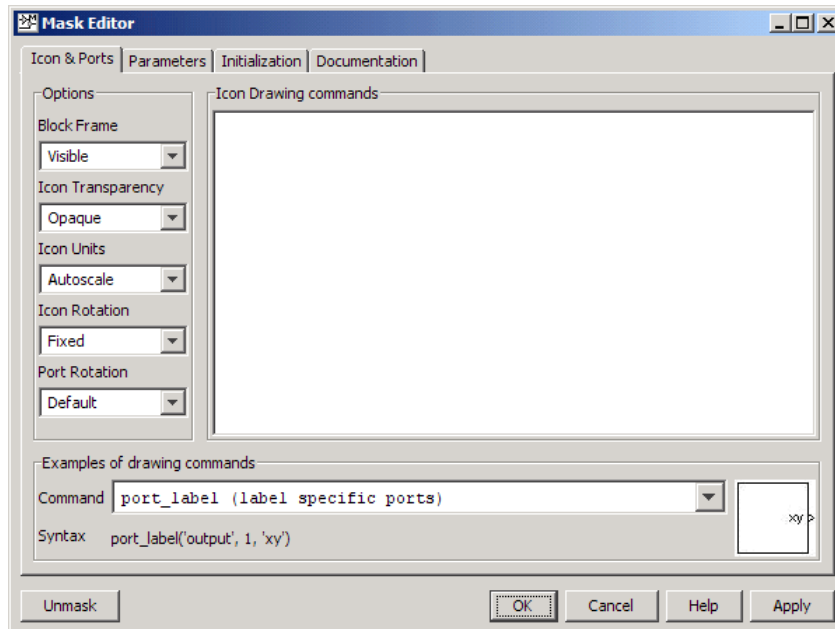 Mask Editor
Icon & Ports Parameters Initialization Documentation
Options
Block Frame
Visible
Icon Transparency
Opaque
Icon Units
Autoscale
Icon Rotation
Fixed
Port Rotation
Default
Icon Drawing commands
Examples of drawing commands
Command port_label (label specific ports)
Syntax port_label('output', 1, 'xy')
xy
Unmask OK Cancel Help Apply